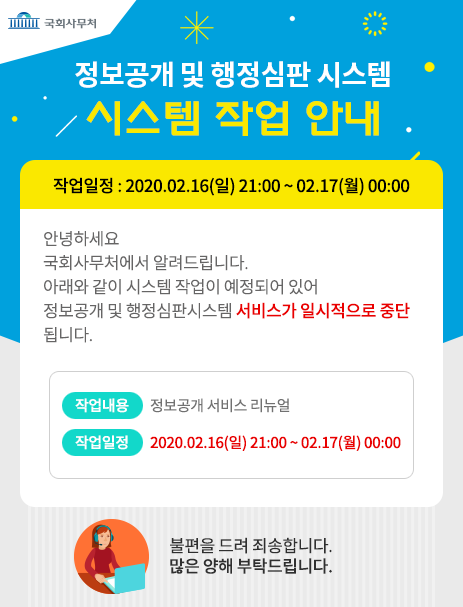 국회사무처
정보공개 및 행정심판 시스템
시스템 작업 안내
작업일정 : 2020.02.16(일) 21:00 ~ 02.17(월) 00:00
안녕하세요
국회사무처에서 알려드립니다.
아래와 같이 시스템 작업이 예정되어 있어
정보공개 및 행정심판시스템 서비스가 일시적으로 중단
됩니다.
작업내용 정보공개 서비스 리뉴얼
작업일정 2020.02.16(일) 21:00 ~ 02.17(월) 00:00
불편을 드려 죄송합니다.
많은 양해 부탁드립니다.